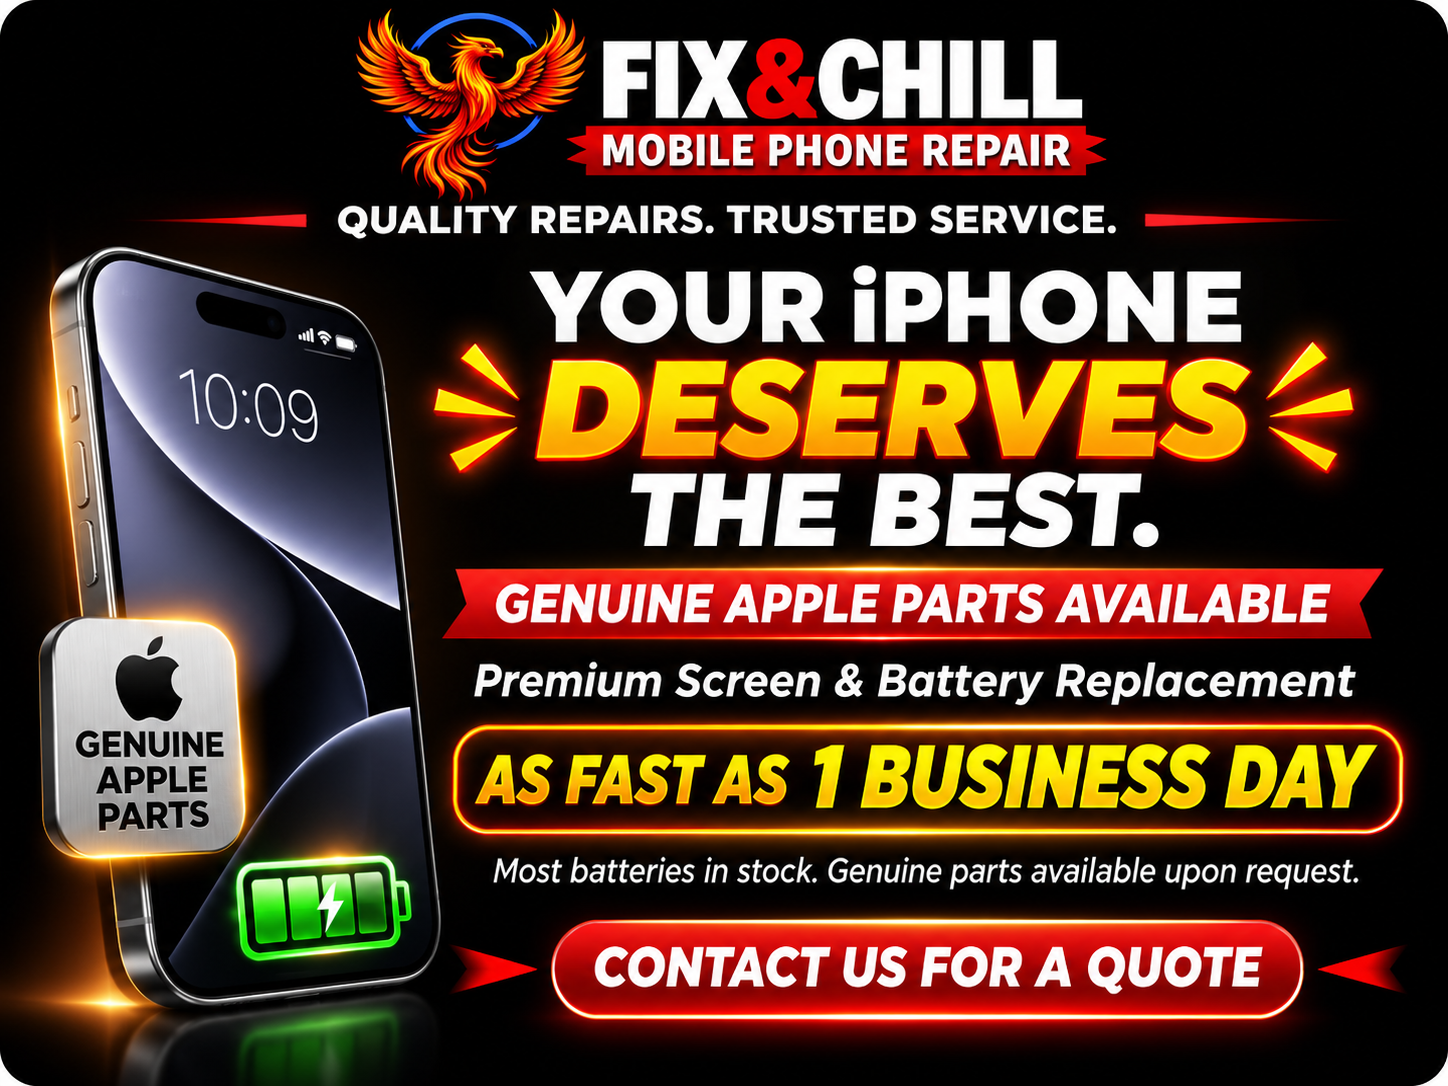 FIX&CHILL
MOBILE PHONE REPAIR
QUALITY REPAIRS. TRUSTED SERVICE.
YOUR iPHONE
DESERVES
THE BEST.
GENUINE APPLE PARTS AVAILABLE
Premium Screen & Battery Replacement
AS FAST AS 1 BUSINESS DAY
Most batteries in stock. Genuine parts available upon request.
CONTACT US FOR A QUOTE
10:09
GENUINE
APPLE
PARTS